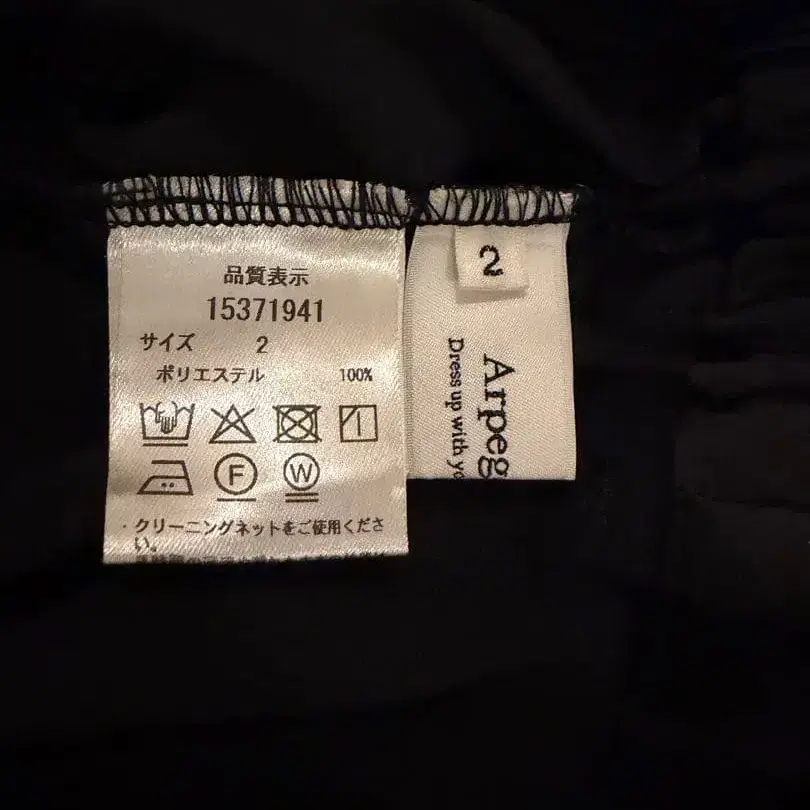 品質表示
15371941
サイズ 2
ポリエステル 100%
F W
・クリーニングネットをご使用くださ
い。
2
Arpeg
Dress up with yo